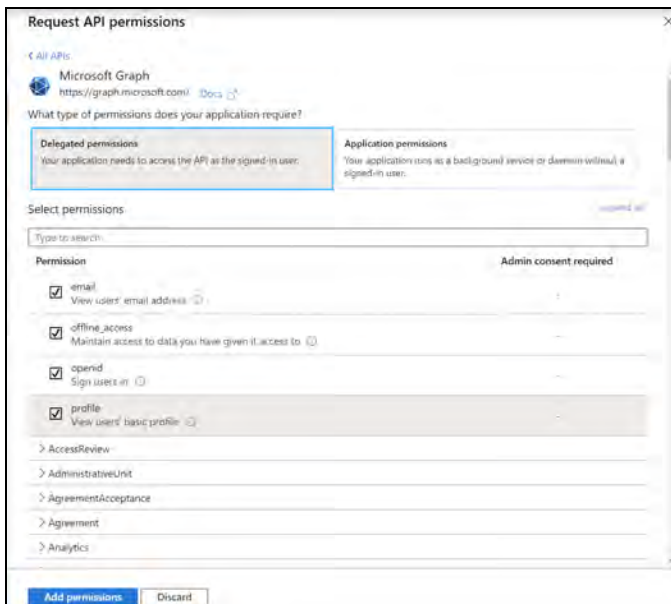 Request API permissions
< All APIs
Microsoft Graph
https://graph.microsoft.com/ Docs
What type of permissions does your application require?
Delegated permissions
Your application needs to access the API as the signed-in user.
Application permissions
Your application runs as a background service or daemon without a
signed-in user.
Select permissions
expand all
Type to search
Permission
Admin consent required
email
View users' email address
-
offline_access
Maintain access to data you have given it access to
-
openid
Sign users in
-
profile
View users' basic profile
-
> AccessReview
> AdministrativeUnit
> AgreementAcceptance
> Agreement
> Analytics
Add permissions
Discard